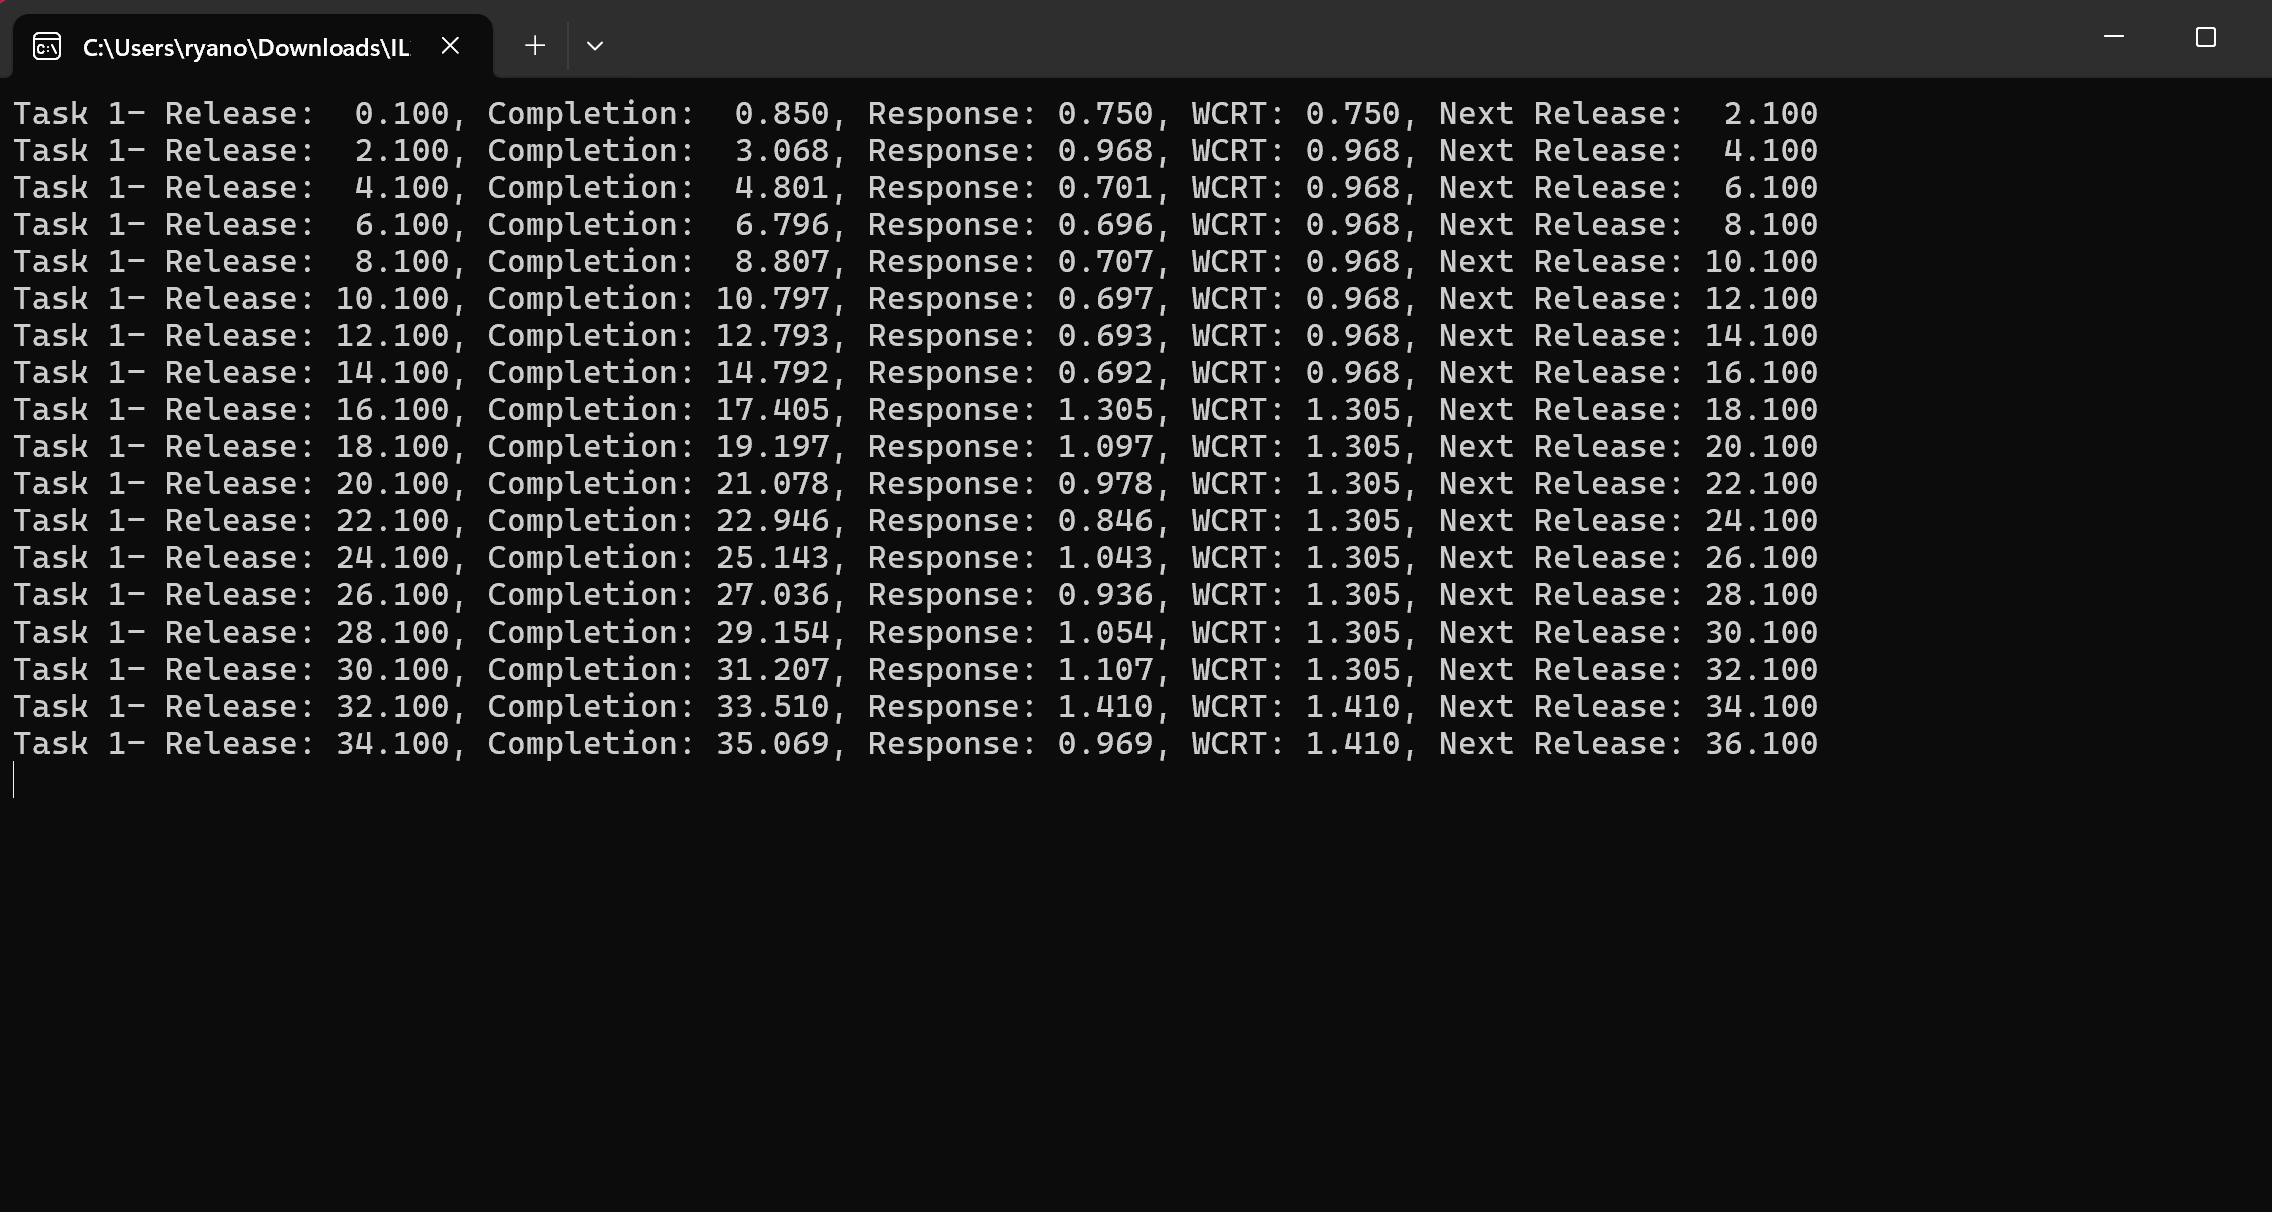 C:\Users\ryano\Downloads\IL
Task 1- Release:  0.100, Completion:  0.850, Response: 0.750, WCRT: 0.750, Next Release:  2.100
Task 1- Release:  2.100, Completion:  3.068, Response: 0.968, WCRT: 0.968, Next Release:  4.100
Task 1- Release:  4.100, Completion:  4.801, Response: 0.701, WCRT: 0.968, Next Release:  6.100
Task 1- Release:  6.100, Completion:  6.796, Response: 0.696, WCRT: 0.968, Next Release:  8.100
Task 1- Release:  8.100, Completion:  8.807, Response: 0.707, WCRT: 0.968, Next Release: 10.100
Task 1- Release: 10.100, Completion: 10.797, Response: 0.697, WCRT: 0.968, Next Release: 12.100
Task 1- Release: 12.100, Completion: 12.793, Response: 0.693, WCRT: 0.968, Next Release: 14.100
Task 1- Release: 14.100, Completion: 14.792, Response: 0.692, WCRT: 0.968, Next Release: 16.100
Task 1- Release: 16.100, Completion: 17.405, Response: 1.305, WCRT: 1.305, Next Release: 18.100
Task 1- Release: 18.100, Completion: 19.197, Response: 1.097, WCRT: 1.305, Next Release: 20.100
Task 1- Release: 20.100, Completion: 21.078, Response: 0.978, WCRT: 1.305, Next Release: 22.100
Task 1- Release: 22.100, Completion: 22.946, Response: 0.846, WCRT: 1.305, Next Release: 24.100
Task 1- Release: 24.100, Completion: 25.143, Response: 1.043, WCRT: 1.305, Next Release: 26.100
Task 1- Release: 26.100, Completion: 27.036, Response: 0.936, WCRT: 1.305, Next Release: 28.100
Task 1- Release: 28.100, Completion: 29.154, Response: 1.054, WCRT: 1.305, Next Release: 30.100
Task 1- Release: 30.100, Completion: 31.207, Response: 1.107, WCRT: 1.305, Next Release: 32.100
Task 1- Release: 32.100, Completion: 33.510, Response: 1.410, WCRT: 1.410, Next Release: 34.100
Task 1- Release: 34.100, Completion: 35.069, Response: 0.969, WCRT: 1.410, Next Release: 36.100